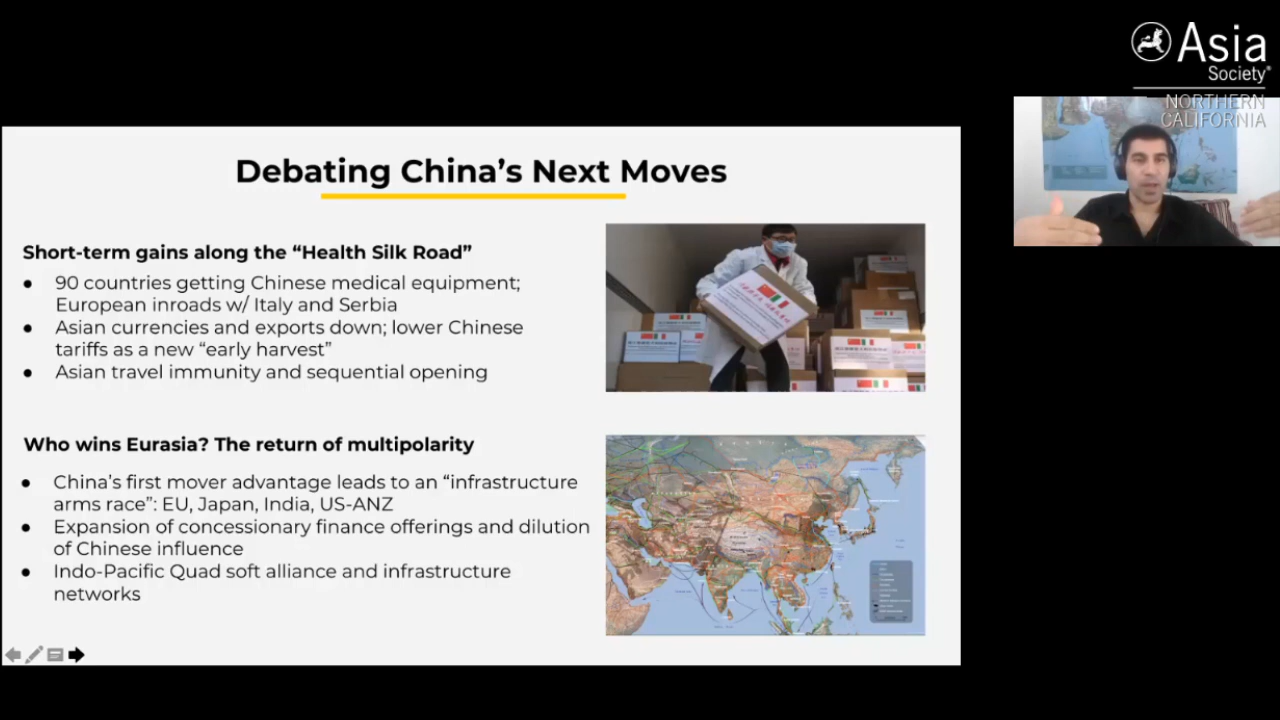 Asia
Society
NORTHERN
CALIFORNIA
Debating China’s Next Moves
Short-term gains along the “Health Silk Road”
● 90 countries getting Chinese medical equipment;
European inroads w/ Italy and Serbia
● Asian currencies and exports down; lower Chinese
tariffs as a new “early harvest”
● Asian travel immunity and sequential opening
Who wins Eurasia? The return of multipolarity
● China’s first mover advantage leads to an “infrastructure
arms race”: EU, Japan, India, US-ANZ
● Expansion of concessionary finance offerings and dilution
of Chinese influence
● Indo-Pacific Quad soft alliance and infrastructure
networks